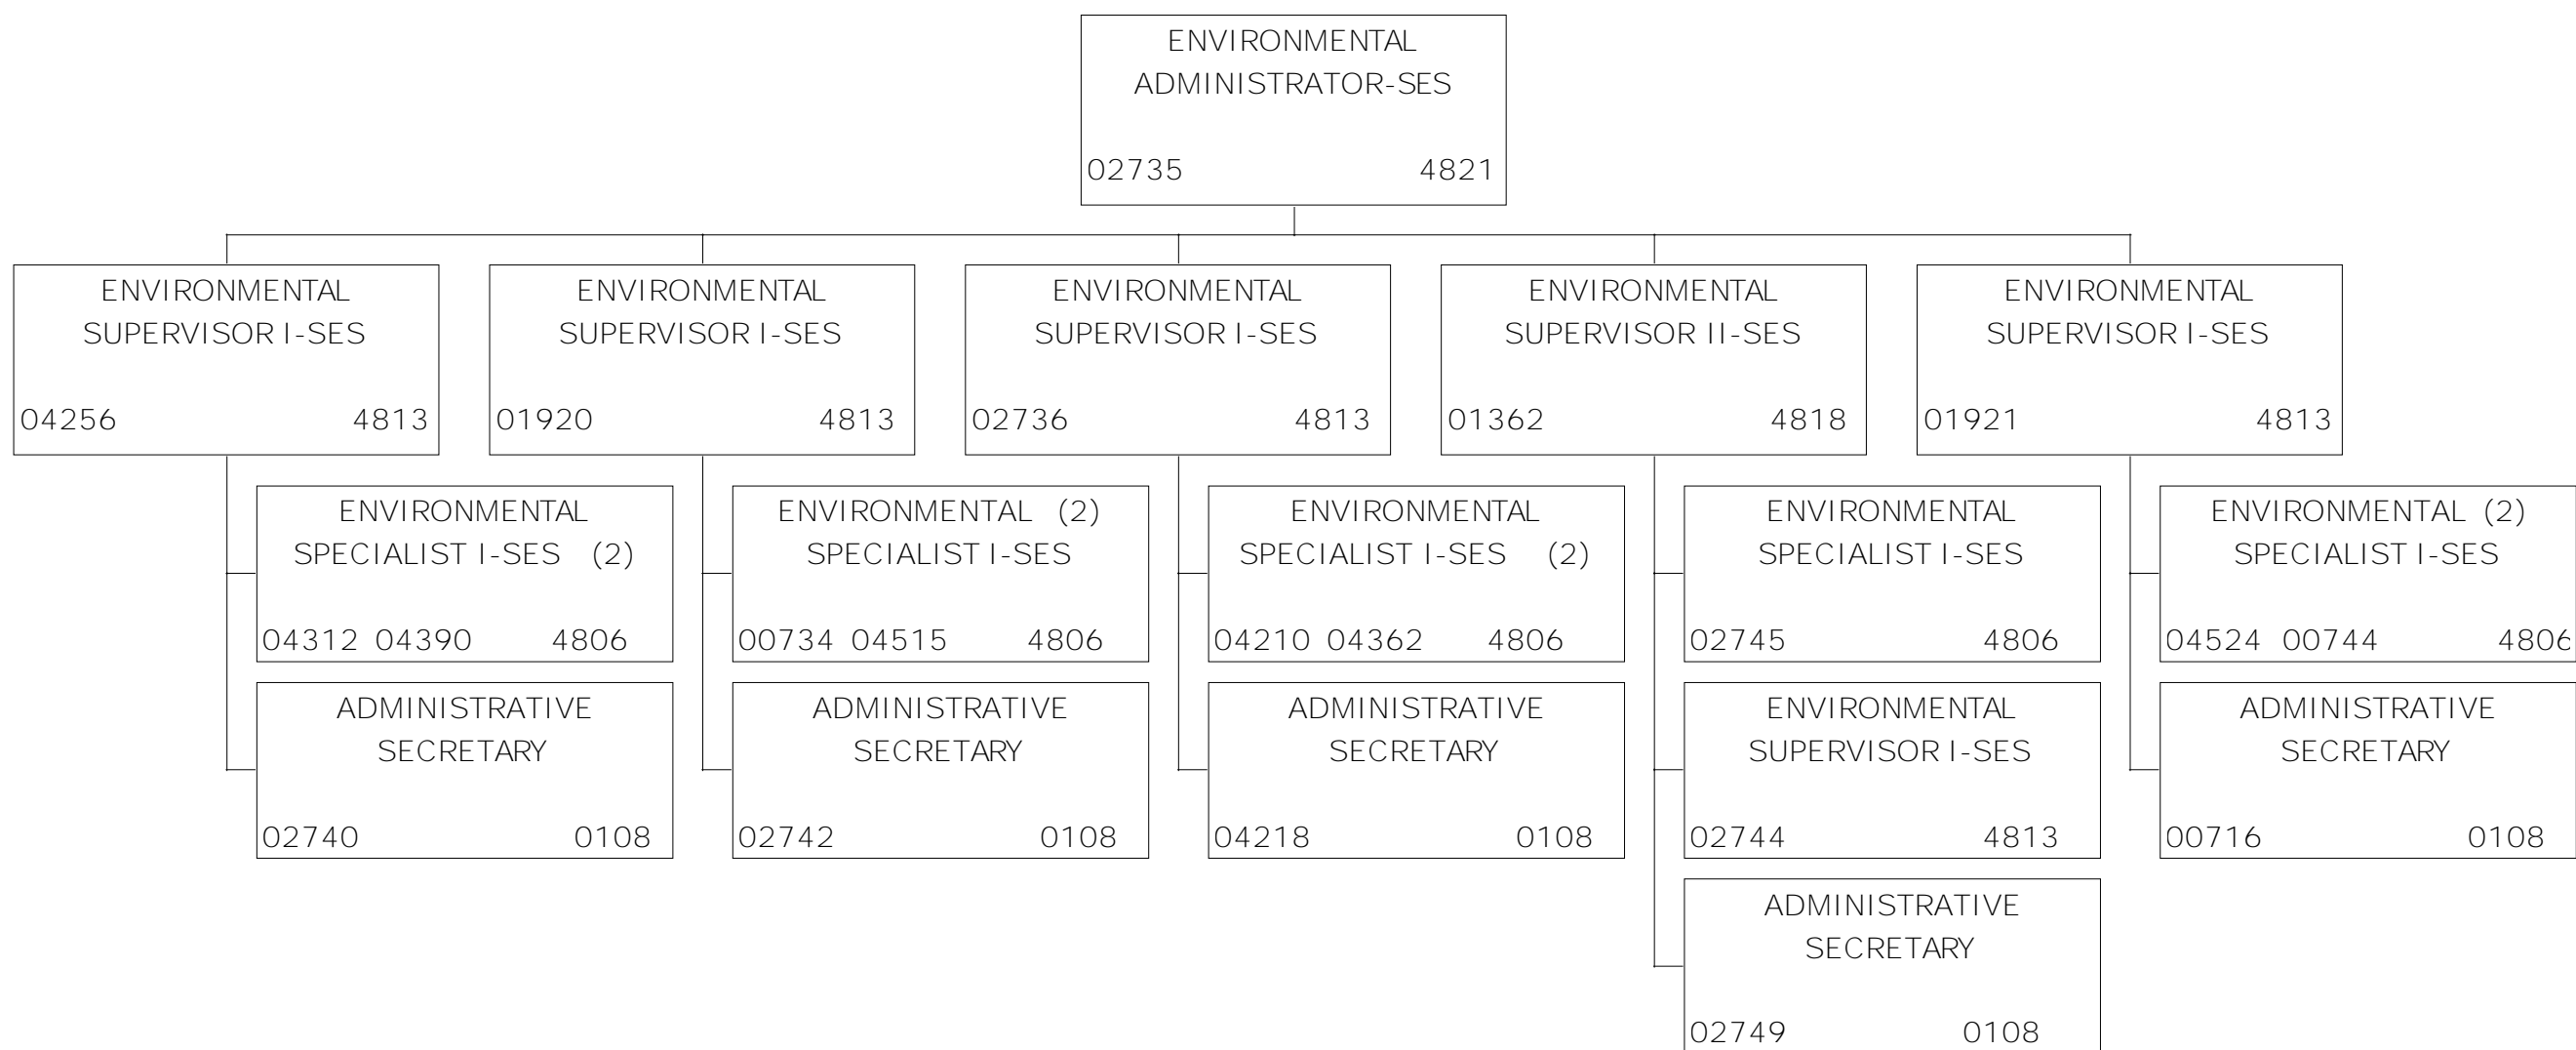 ENVIRONMENTAL
ADMINISTRATOR-SES
02735 4821
ENVIRONMENTAL
SUPERVISOR I-SES
04256 4813
ENVIRONMENTAL
SUPERVISOR I-SES
01920 4813
ENVIRONMENTAL
SUPERVISOR I-SES
02736 4813
ENVIRONMENTAL
SUPERVISOR II-SES
01362 4818
ENVIRONMENTAL
SUPERVISOR I-SES
01921 4813
ENVIRONMENTAL
SPECIALIST I-SES (2)
04312 04390 4806
ENVIRONMENTAL (2)
SPECIALIST I-SES
00734 04515 4806
ENVIRONMENTAL
SPECIALIST I-SES (2)
04210 04362 4806
ENVIRONMENTAL
SPECIALIST I-SES
02745 4806
ENVIRONMENTAL (2)
SPECIALIST I-SES
04524 00744 4806
ADMINISTRATIVE
SECRETARY
02740 0108
ADMINISTRATIVE
SECRETARY
02742 0108
ADMINISTRATIVE
SECRETARY
04218 0108
ENVIRONMENTAL
SUPERVISOR I-SES
02744 4813
ADMINISTRATIVE
SECRETARY
00716 0108
ADMINISTRATIVE
SECRETARY
02749 0108